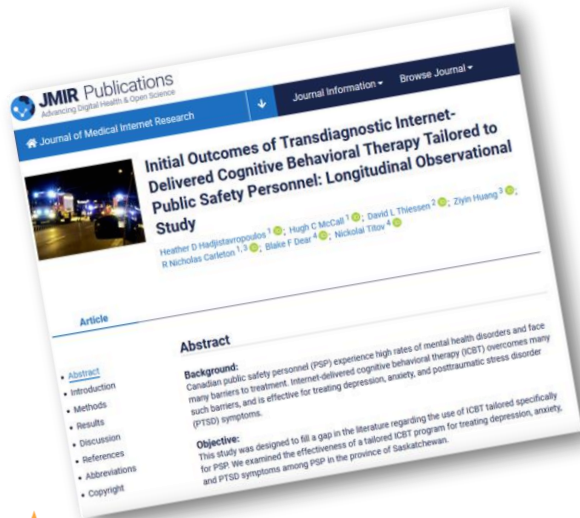 JMIR Publications
Advancing Digital Health & Open Science
Journal of Medical Internet Research
Journal Information
Browse Journal
Initial Outcomes of Transdiagnostic Internet-
Delivered Cognitive Behavioral Therapy Tailored to
Public Safety Personnel: Longitudinal Observational
Study
Heather D Hadjistavropoulos 1 ; Hugh C McCall 1 ; David L Thiessen 2 ; Ziyin Huang 3 ;
R Nicholas Carleton 1, 3 ; Blake F Dear 4 ; Nickolai Titov 4
Article
• Abstract
• Introduction
• Methods
• Results
• Discussion
• References
• Abbreviations
• Copyright
Abstract
Background:
Canadian public safety personnel (PSP) experience high rates of mental health disorders and face
many barriers to treatment. Internet-delivered cognitive behavioral therapy (ICBT) overcomes many
such barriers, and is effective for treating depression, anxiety, and posttraumatic stress disorder
(PTSD) symptoms.
Objective:
This study was designed to fill a gap in the literature regarding the use of ICBT tailored specifically
for PSP. We examined the effectiveness of a tailored ICBT program for treating depression, anxiety,
and PTSD symptoms among PSP in the province of Saskatchewan.